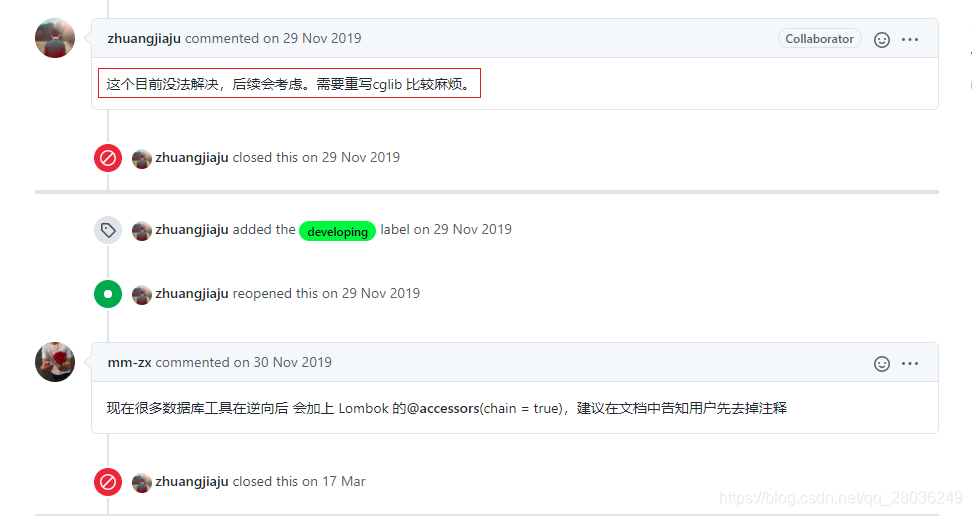 zhuangjiaju commented on 29 Nov 2019
Collaborator
这个目前没法解决，后续会考虑。需要重写cglib 比较麻烦。
zhuangjiaju closed this on 29 Nov 2019
zhuangjiaju added the developing label on 29 Nov 2019
zhuangjiaju reopened this on 29 Nov 2019
mm-zx commented on 30 Nov 2019
现在很多数据库工具在逆向后 会加上 Lombok 的@accessors(chain = true)，建议在文档中告知用户先去掉注释
zhuangjiaju closed this on 17 Mar
https://blog.csdn.net/qq_28036249